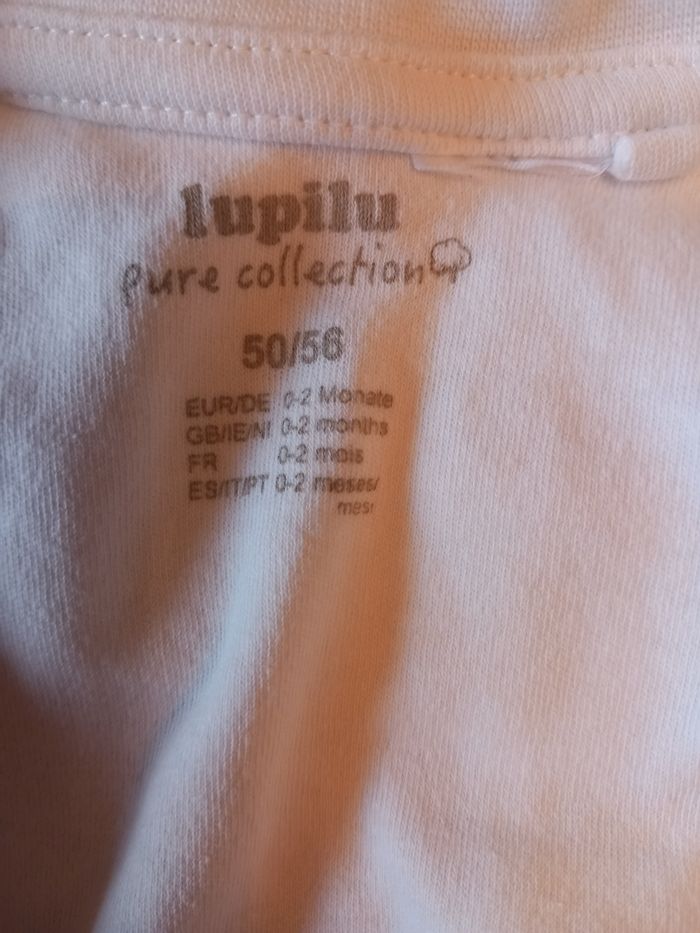 lupilu
pure collection
50/56
EUR/DE 0-2 Monate
GB/IE/NI 0-2 months
FR 0-2 mois
ES/IT/PT 0-2 meses/
mesi